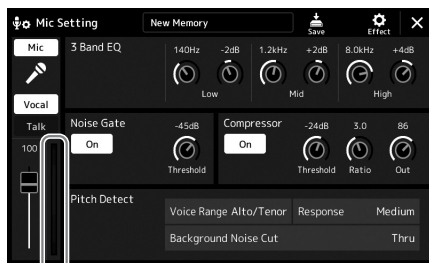 Mic Setting New Memory Save Effect
Mic
3 Band EQ
140Hz -2dB 1.2kHz +2dB 8.0kHz +4dB
Low Mid High
Vocal
Talk
Noise Gate -45dB Compressor -24dB 3.0 86
On On
Threshold Threshold Ratio Out
100
Pitch Detect
Voice Range Alto/Tenor Response Medium
Background Noise Cut Thru